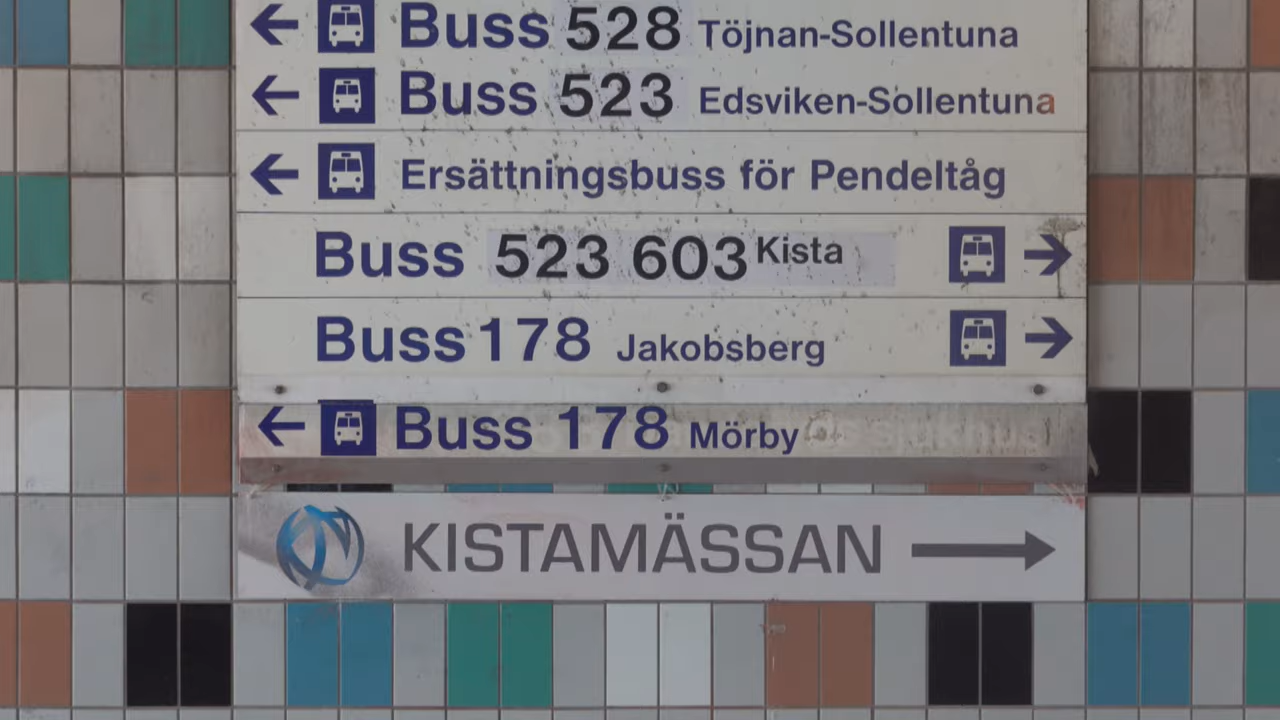 Buss 528 Töjnan-Sollentuna
Buss 523 Edsviken-Sollentuna
Ersättningsbuss för Pendeltåg
Buss 523 603 Kista
Buss 178 Jakobsberg
Buss 178 Mörby
KISTAMÄSSAN